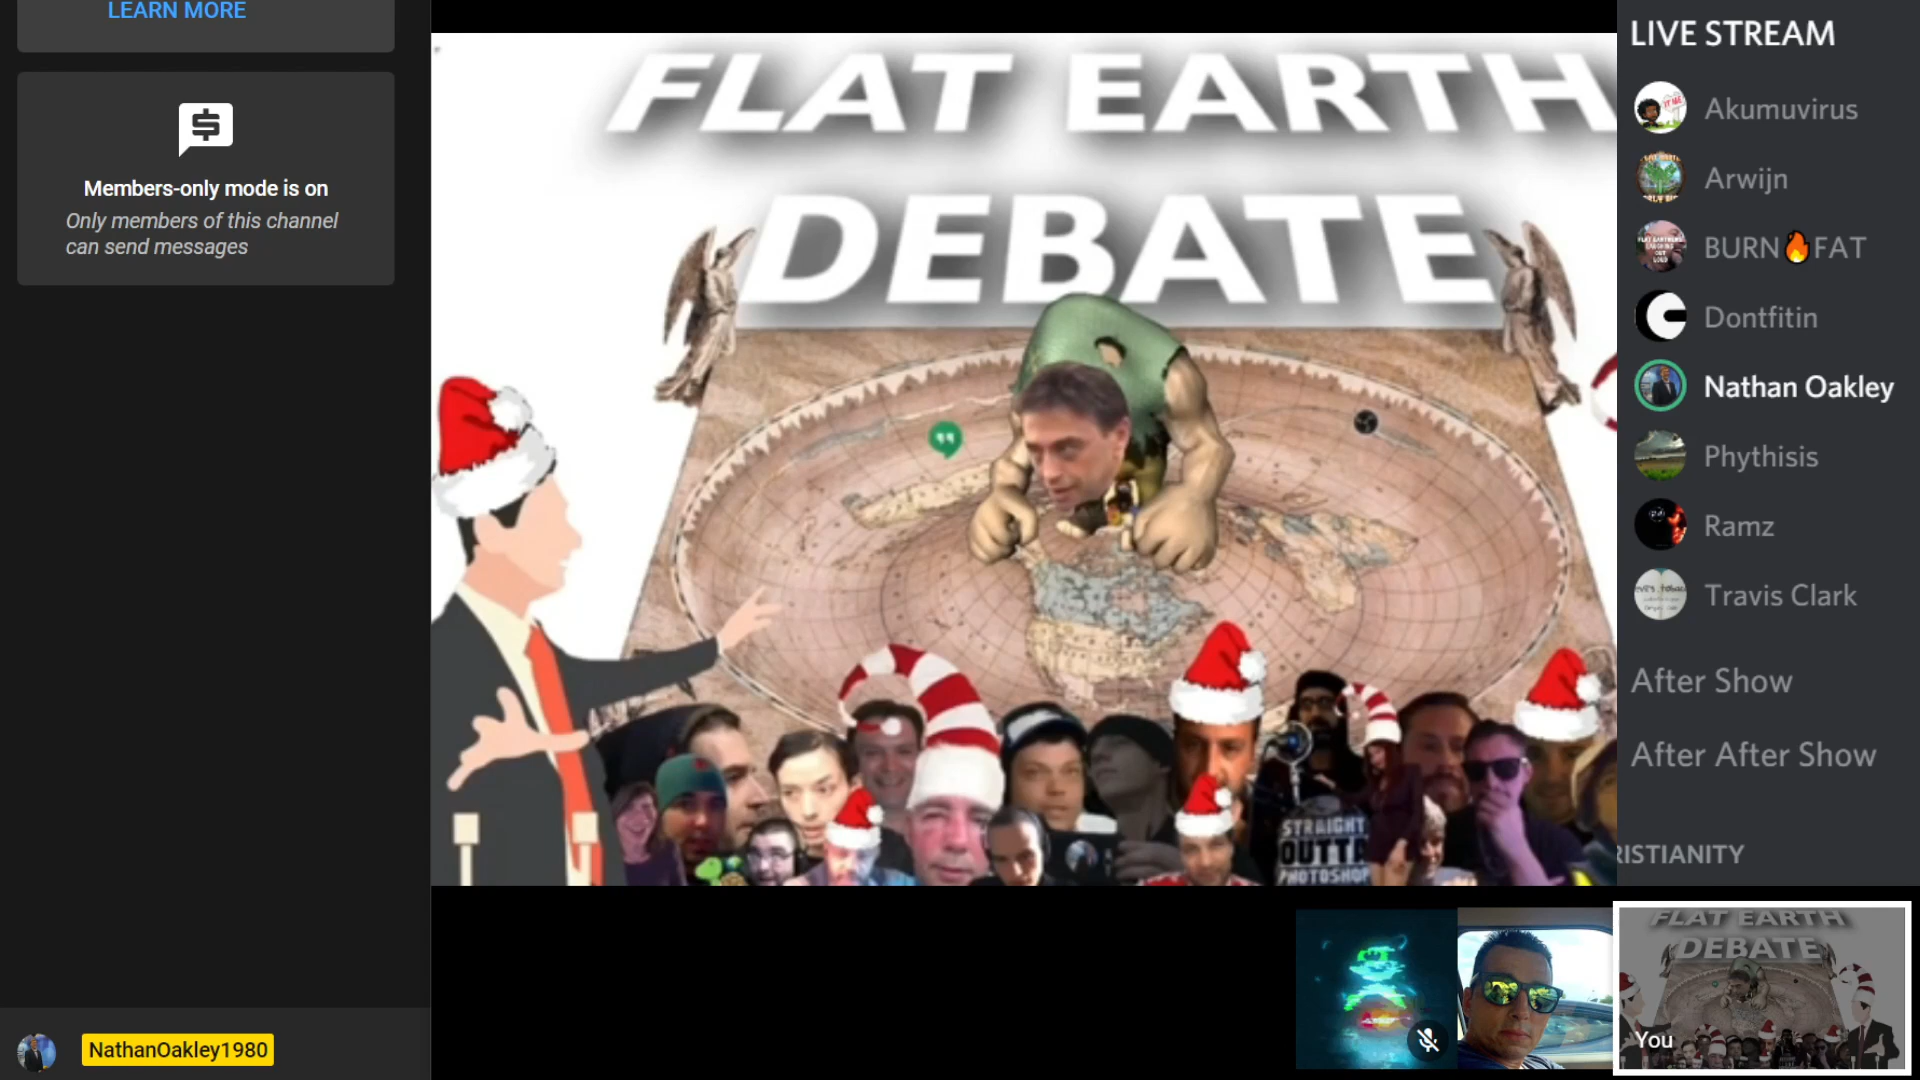 LEARN MORE
Members-only mode is on
Only members of this channel
can send messages
NathanOakley1980
FLAT EARTH
DEBATE
STRAIGHT
OUTTA
PHOTOSHOP
LIVE STREAM
Akumuvirus
Arwijn
BURN🔥FAT
Dontfitin
Nathan Oakley
Phythisis
Ramz
Travis Clark
After Show
After After Show
RISTIANITY
FLAT EARTH
DEBATE
You